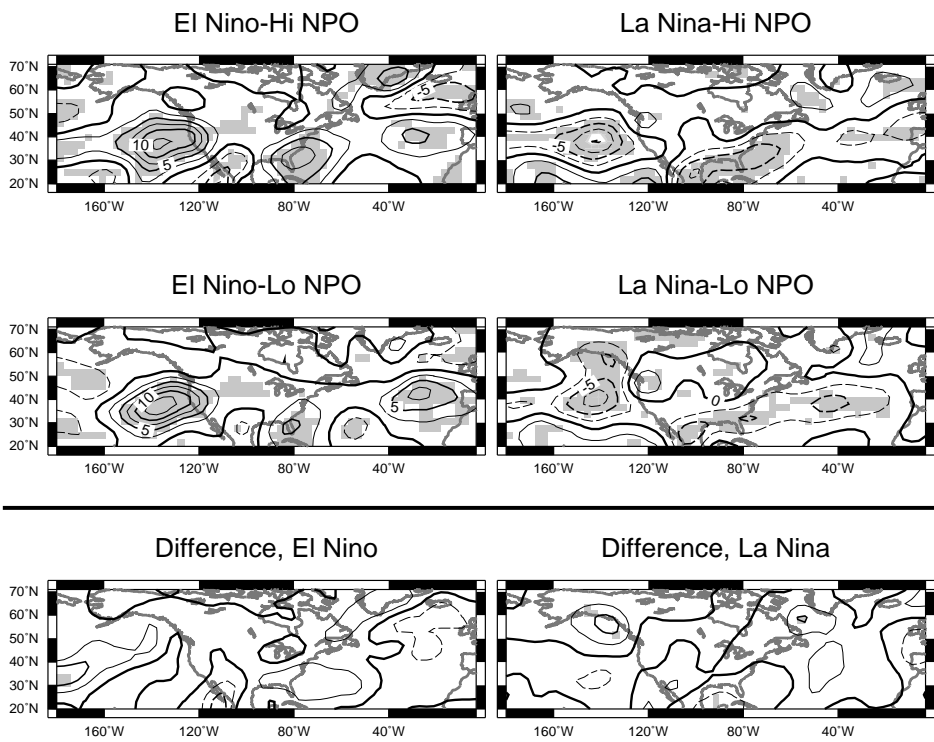 El Nino-Hi NPO
La Nina-Hi NPO
70°N
60°N
50°N
40°N
30°N
20°N
10
5
-5
-5
160°W 120°W 80°W 40°W
160°W 120°W 80°W 40°W
El Nino-Lo NPO
La Nina-Lo NPO
70°N
60°N
50°N
40°N
30°N
20°N
10
5
5
-5
0
160°W 120°W 80°W 40°W
160°W 120°W 80°W 40°W
Difference, El Nino
Difference, La Nina
70°N
60°N
50°N
40°N
30°N
20°N
160°W 120°W 80°W 40°W
160°W 120°W 80°W 40°W